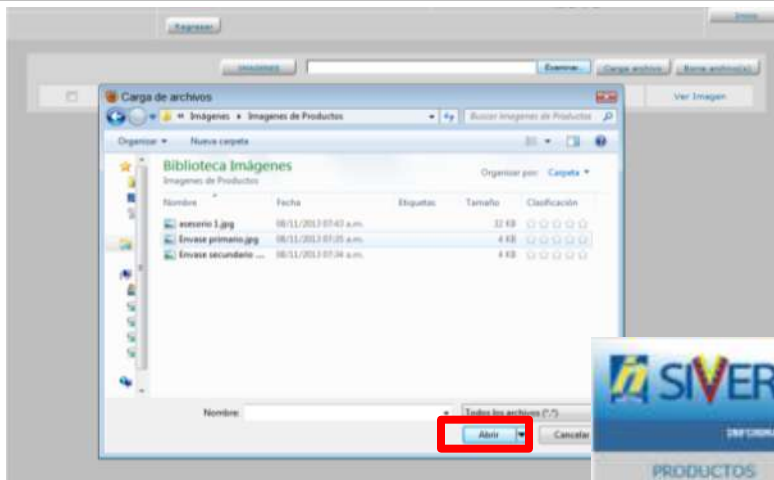 Inicio
Regresar
IMAGENES Examinar... Carga archivo Borra archivo(s)
Ver Imagen
Carga de archivos
« Imágenes Imagenes de Productos Buscar Imagenes de Productos
Organizar Nueva carpeta
Biblioteca Imágenes
Imagenes de Productos
Organizar por: Carpeta
Nombre Fecha Etiquetas Tamaño Clasificación
asesorio 1.jpg 08/11/2013 07:43 a.m. 32 KB
Envase primario.jpg 08/11/2013 07:35 a.m. 4 KB
Envase secundario ... 08/11/2013 07:34 a.m. 4 KB
Nombre: Todos los archivos (*.*)
Abrir Cancelar
SIVER
INFORMA
PRODUCTOS